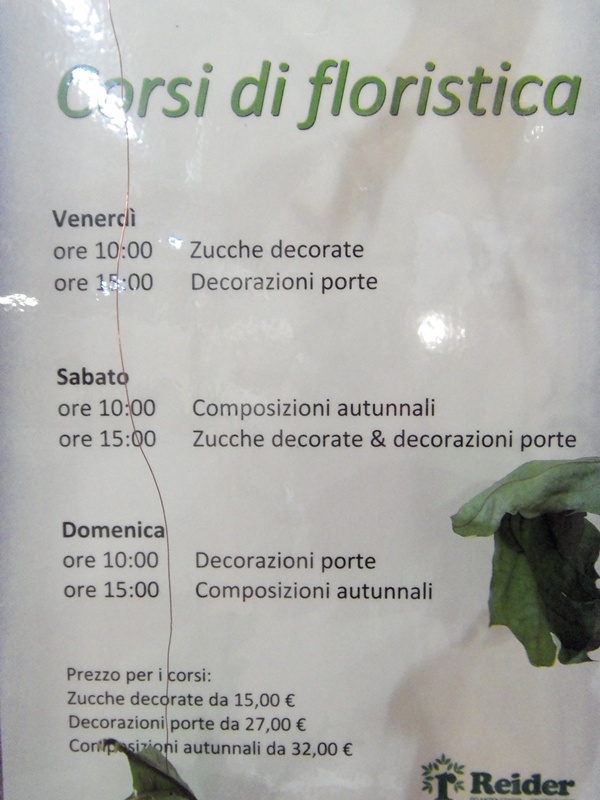 Corsi di floristica
Venerdì
ore 10:00 Zucche decorate
ore 15:00 Decorazioni porte
Sabato
ore 10:00 Composizioni autunnali
ore 15:00 Zucche decorate & decorazioni porte
Domenica
ore 10:00 Decorazioni porte
ore 15:00 Composizioni autunnali
Prezzo per i corsi:
Zucche decorate da 15,00 €
Decorazioni porte da 27,00 €
Composizioni autunnali da 32,00 €
r Reider